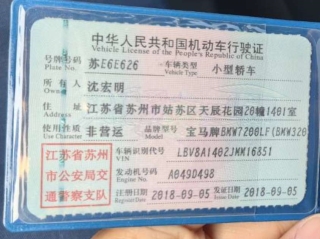 中华人民共和国机动车行驶证
Vehicle License of the People's Republic of China
号牌号码 苏E6E626 车辆类型 小型轿车
Plate No. Vehicle Type
所有人 沈宏明
Owner
住址 江苏省苏州市姑苏区天辰花园20幢1401室
Address
使用性质 非营运 品牌型号 宝马牌BMW7200LF(BMW320
Use Character Model
江苏省苏州
市公安局交
通警察支队
车辆识别代号 LBV8A1402JMM16851
VIN
发动机号码 A049D498
Engine No.
注册日期 2018-09-05 发证日期 2018-09-05
Register Date Issue Date